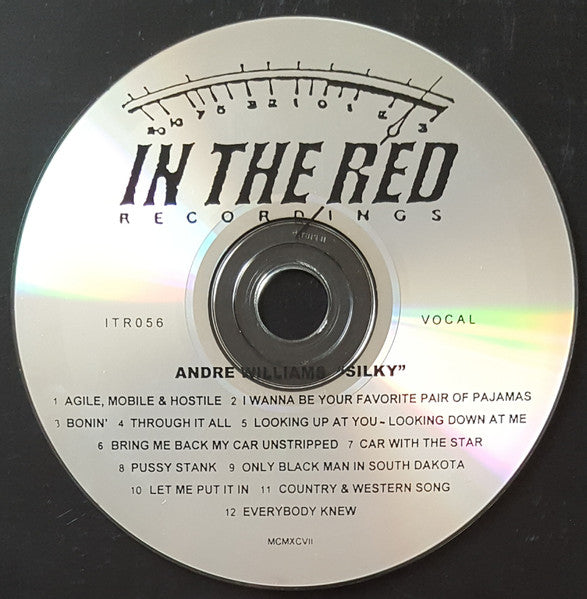 IN THE RED
RECORDINGS
ITR056 VOCAL
ANDRE WILLIAMS "SILKY"
1 AGILE, MOBILE & HOSTILE 2 I WANNA BE YOUR FAVORITE PAIR OF PAJAMAS
3 BONIN' 4 THROUGH IT ALL 5 LOOKING UP AT YOU ~ LOOKING DOWN AT ME
6 BRING ME BACK MY CAR UNSTRIPPED 7 CAR WITH THE STAR
8 PUSSY STANK 9 ONLY BLACK MAN IN SOUTH DAKOTA
10 LET ME PUT IT IN 11 COUNTRY & WESTERN SONG
12 EVERYBODY KNEW
MCMXCVII